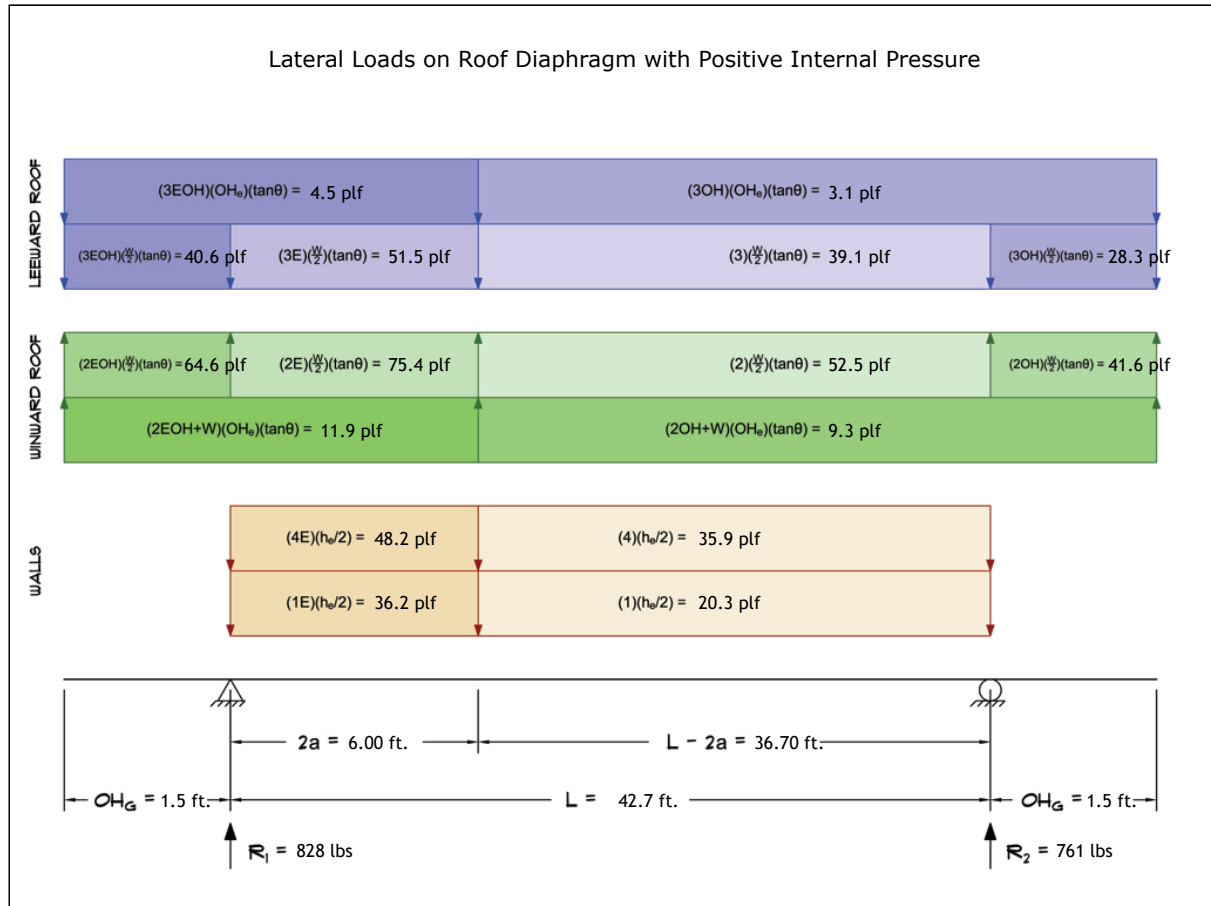 Lateral Loads on Roof Diaphragm with Positive Internal Pressure
LEEWARD ROOF
(3EOH)(OHₑ)(tanθ) = 4.5 plf
(3OH)(OHₑ)(tanθ) = 3.1 plf
(3EOH)(W/2)(tanθ) = 40.6 plf
(3E)(W/2)(tanθ) = 51.5 plf
(3)(W/2)(tanθ) = 39.1 plf
(3OH)(W/2)(tanθ) = 28.3 plf
WINWARD ROOF
(2EOH)(W/2)(tanθ) = 64.6 plf
(2E)(W/2)(tanθ) = 75.4 plf
(2)(W/2)(tanθ) = 52.5 plf
(2OH)(W/2)(tanθ) = 41.6 plf
(2EOH+W)(OHₑ)(tanθ) = 11.9 plf
(2OH+W)(OHₑ)(tanθ) = 9.3 plf
WALLS
(4E)(hₑ/2) = 48.2 plf
(4)(hₑ/2) = 35.9 plf
(1E)(hₑ/2) = 36.2 plf
(1)(hₑ/2) = 20.3 plf
2a = 6.00 ft.
L - 2a = 36.70 ft.
OH_G = 1.5 ft.
L = 42.7 ft.
OH_G = 1.5 ft.
R₁ = 828 lbs
R₂ = 761 lbs